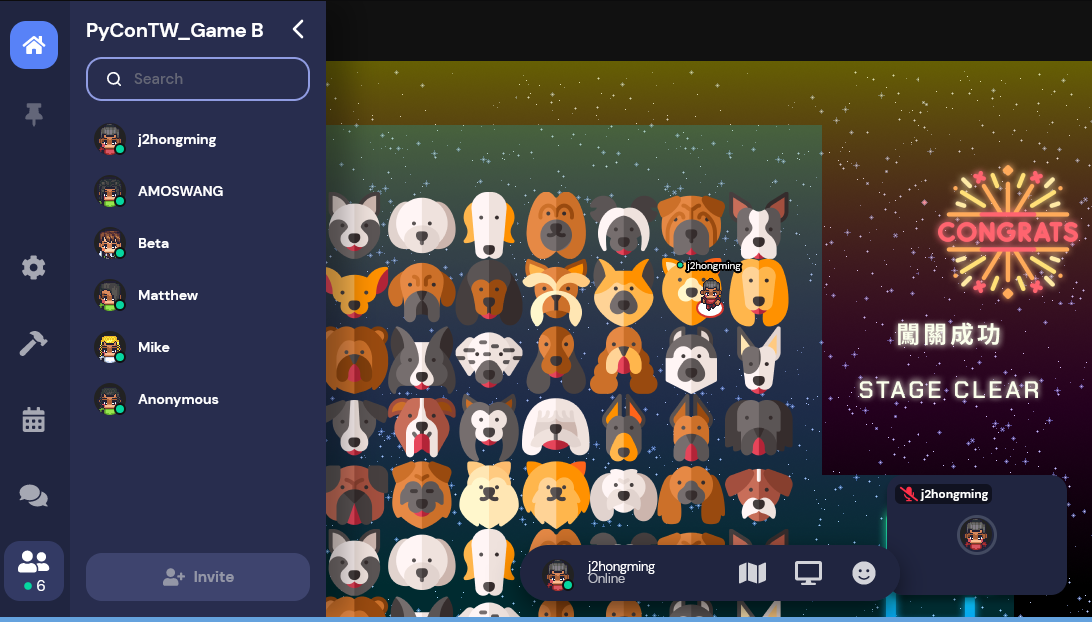 PyConTW_Game B
Search
j2hongming
AMOSWANG
Beta
Matthew
Mike
Anonymous
Invite
6
j2hongming
CONGRATS
闖關成功
STAGE CLEAR
j2hongming
j2hongming
Online